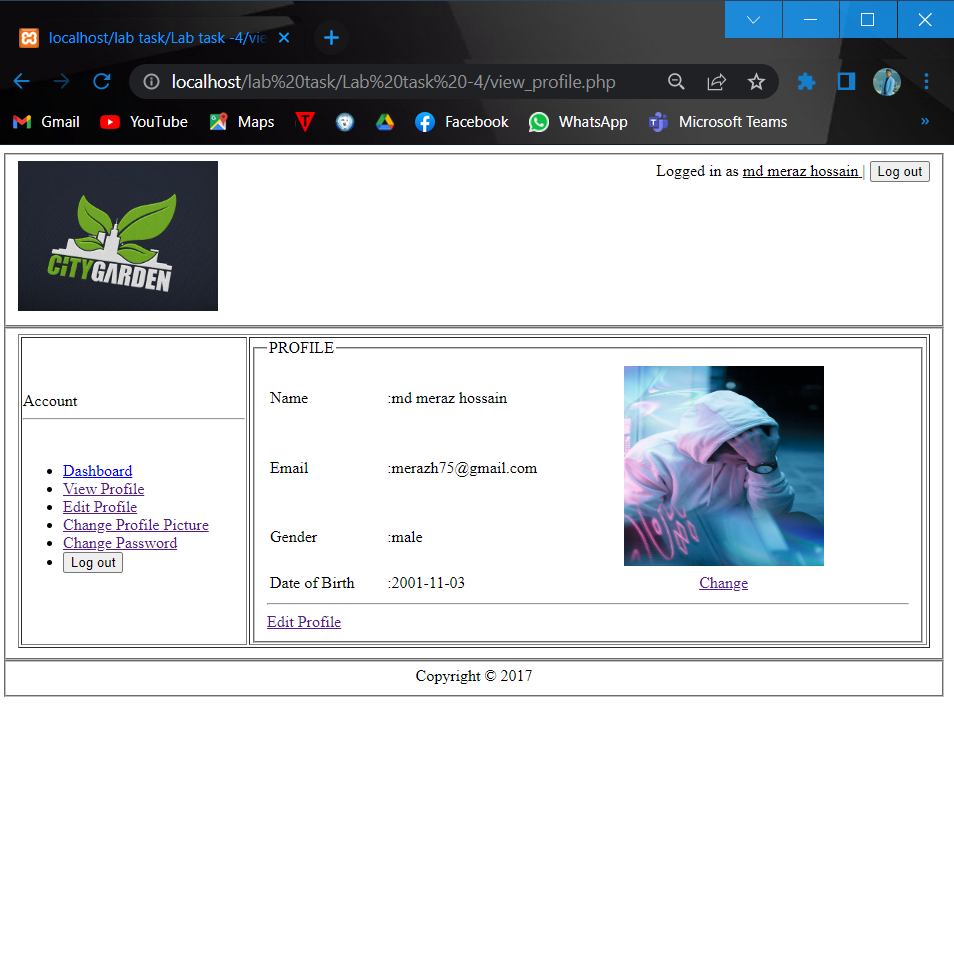 localhost/lab task/Lab task -4/vie
localhost/lab%20task/Lab%20task%20-4/view_profile.php
Gmail YouTube Maps Facebook WhatsApp Microsoft Teams »
Logged in as md meraz hossain | Log out
CITYGARDEN
Account
Dashboard
View Profile
Edit Profile
Change Profile Picture
Change Password
Log out
PROFILE
Name :md meraz hossain
Email :merazh75@gmail.com
Gender :male
Date of Birth :2001-11-03
Change
Edit Profile
Copyright © 2017